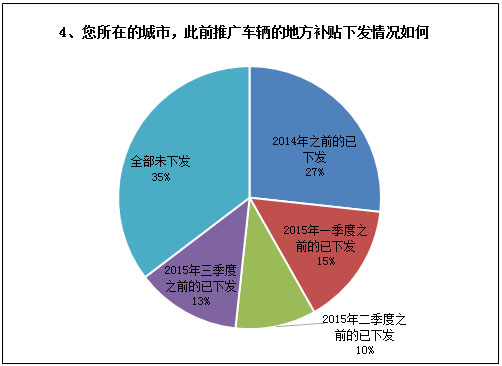 4、您所在的城市，此前推广车辆的地方补贴下发情况如何
2014年之前的已
下发
27%
2015年一季度之
前的已下发
15%
2015年二季度之
前的已下发
10%
2015年三季度
之前的已下发
13%
全部未下发
35%